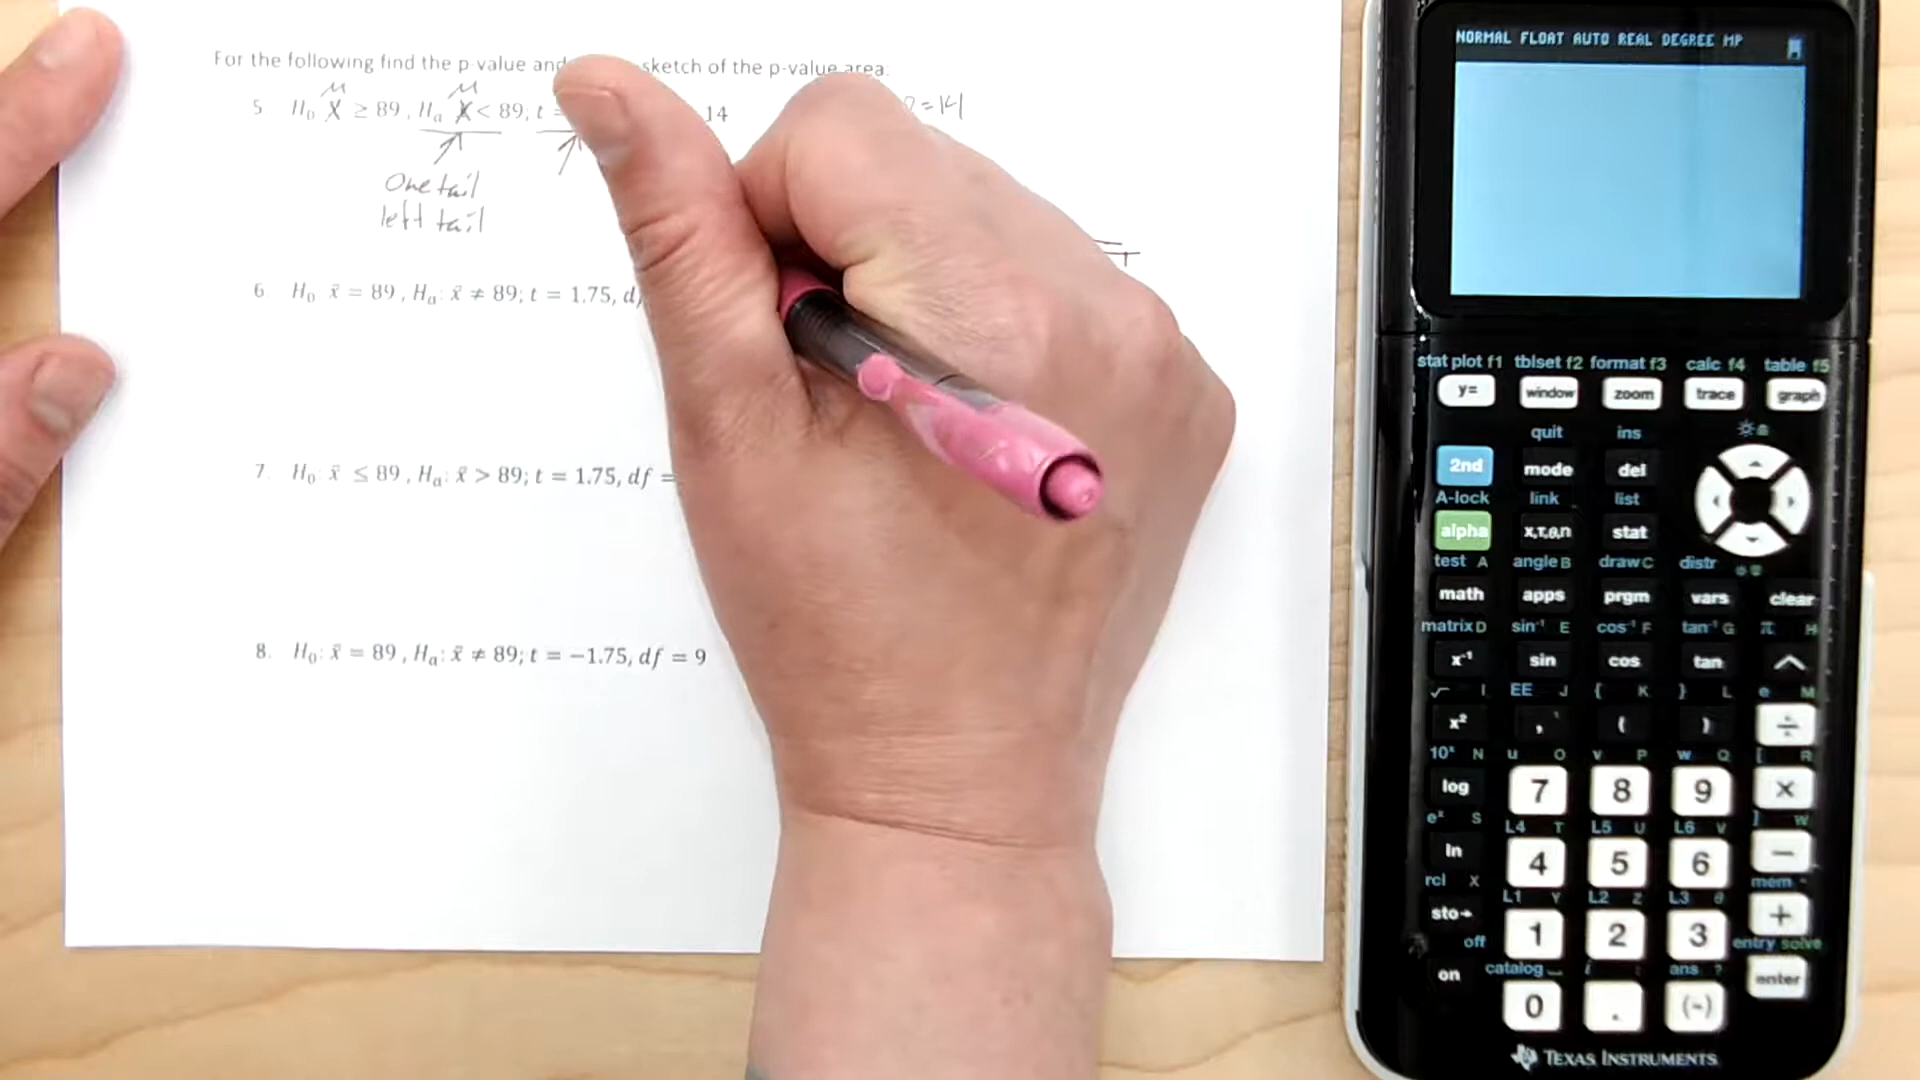 For the following find the p-value and sketch of the p-value area:
μ μ
5. H₀ X ≥ 89, Hₐ X < 89; t = 14 = 14
One tail
left tail
6. H₀ x̄ = 89, Hₐ: x̄ ≠ 89; t = 1.75, d
7. H₀: x̄ ≤ 89, Hₐ: x̄ > 89; t = 1.75, df =
8. H₀: x̄ = 89, Hₐ: x̄ ≠ 89; t = −1.75, df = 9
NORMAL FLOAT AUTO REAL DEGREE MP
stat plot f1 tblset f2 format f3 calc f4 table f5
y= window zoom trace graph
quit ins
2nd mode del
A-lock link list
alpha X,T,θ,n stat
test A angle B draw C distr
math apps prgm vars clear
matrix D sin⁻¹ E cos⁻¹ F tan⁻¹ G π H
x⁻¹ sin cos tan ^
√ I EE J { K } L e M
x² , ( ) ÷
10ˣ N u O v P w Q [ R
log 7 8 9 ×
eˣ S L4 T L5 U L6 V ] W
ln 4 5 6 −
rcl X L1 Y L2 Z L3 θ mem "
sto→ 1 2 3 +
off catalog i : ans ? entry solve
on 0 . (-) enter
TEXAS INSTRUMENTS